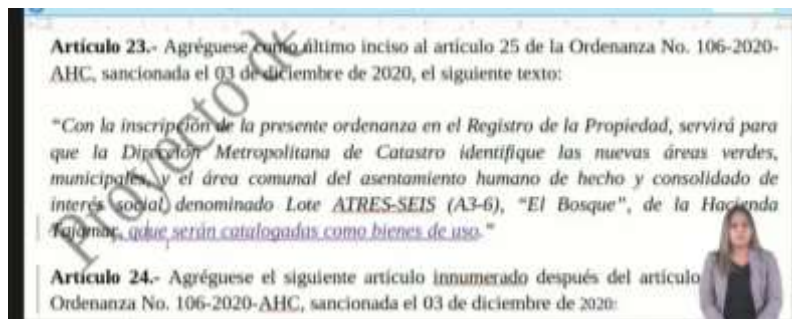 Artículo 23.- Agréguese como último inciso al artículo 25 de la Ordenanza No. 106-2020-
AHC, sancionada el 03 de diciembre de 2020, el siguiente texto:
"Con la inscripción de la presente ordenanza en el Registro de la Propiedad, servirá para
que la Dirección Metropolitana de Catastro identifique las nuevas áreas verdes,
municipales, y el área comunal del asentamiento humano de hecho y consolidado de
interés social denominado Lote ATRES-SEIS (A3-6), "El Bosque", de la Hacienda
Tajamar, qdue serán catalogadas como bienes de uso."
Artículo 24.- Agréguese el siguiente artículo innumerado después del artículo
Ordenanza No. 106-2020-AHC, sancionada el 03 de diciembre de 2020:
Proyecto de